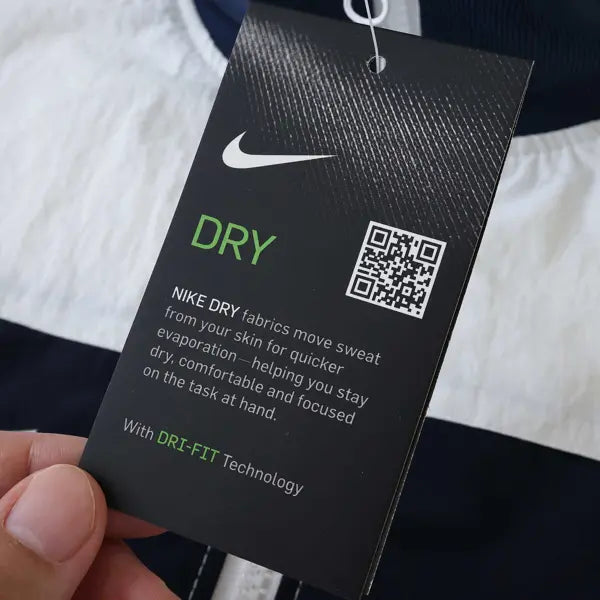 DRY
NIKE DRY fabrics move sweat
from your skin for quicker
evaporation—helping you stay
dry, comfortable and focused
on the task at hand.
With DRI-FIT Technology